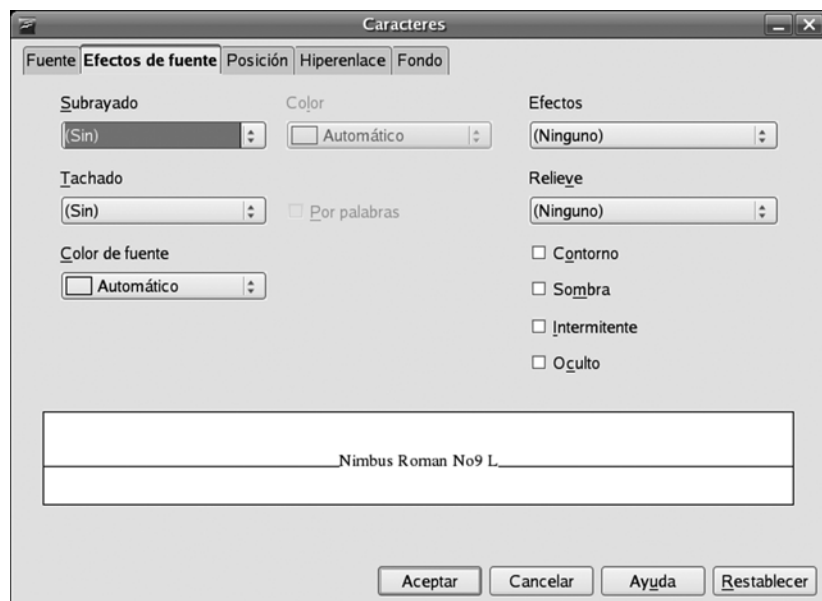 Caracteres
Fuente Efectos de fuente Posición Hiperenlace Fondo
Subrayado Color Efectos
(Sin) Automático (Ninguno)
Tachado Relieve
(Sin) Por palabras (Ninguno)
Color de fuente Contorno
Automático Sombra
Intermitente
Oculto
Nimbus Roman No9 L
Aceptar Cancelar Ayuda Restablecer